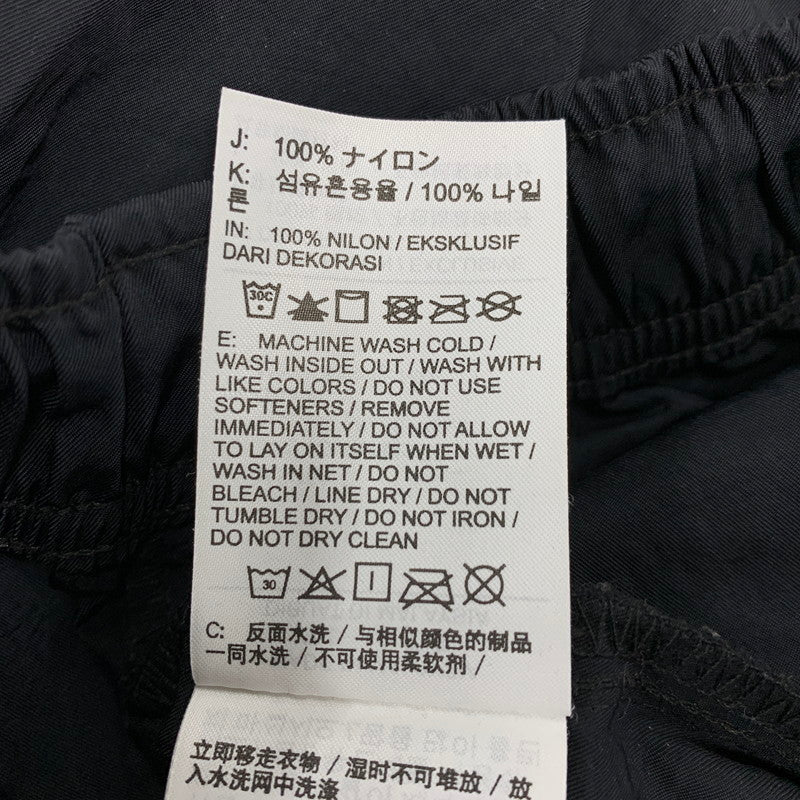 J: 100% ナイロン
K: 섬유혼용율 / 100% 나일
론
IN: 100% NILON / EKSKLUSIF
DARI DEKORASI
30C
E: MACHINE WASH COLD /
WASH INSIDE OUT / WASH WITH
LIKE COLORS / DO NOT USE
SOFTENERS / REMOVE
IMMEDIATELY / DO NOT ALLOW
TO LAY ON ITSELF WHEN WET /
WASH IN NET / DO NOT
BLEACH / LINE DRY / DO NOT
TUMBLE DRY / DO NOT IRON /
DO NOT DRY CLEAN
30
C: 反面水洗 / 与相似颜色的制品
一同水洗 / 不可使用柔软剂 /
立即移走衣物 / 湿时不可堆放 / 放
入水洗网中洗涤